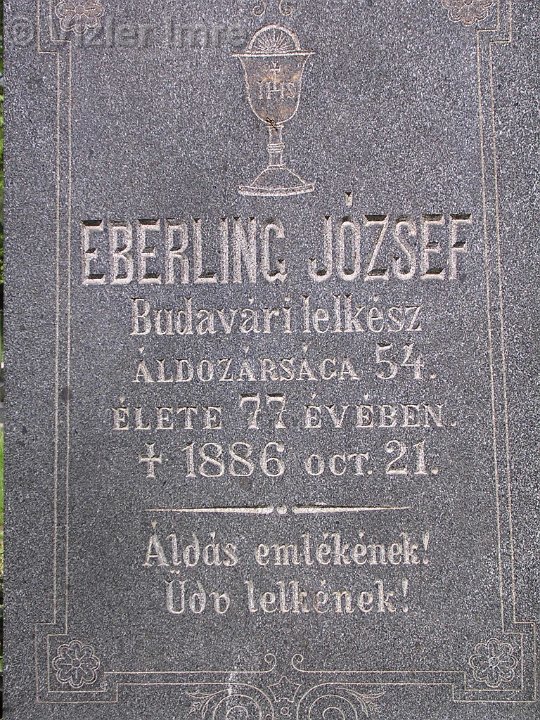 © Vizler Imre
IHS
EBERLING JÓZSEF
Budavári lelkész
ÁLDOZÁRSÁGA 54.
ÉLETE 77 ÉVÉBEN.
✝ 1886 OCT. 21.
Áldás emlékének!
Üdv lelkének!